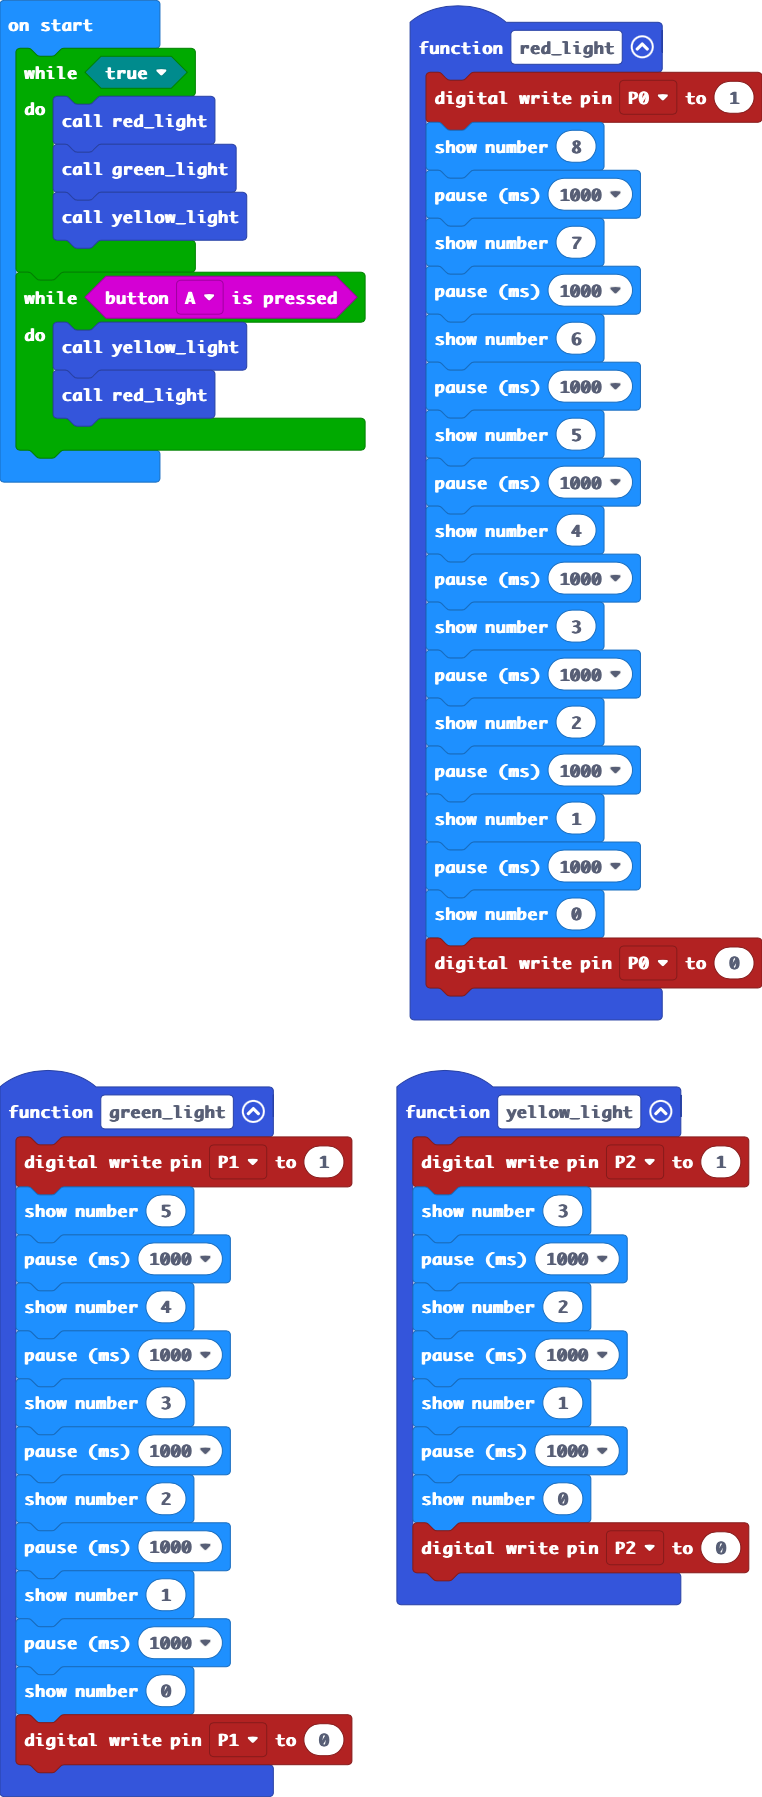 on start
while true
do
call red_light
call green_light
call yellow_light
while button A is pressed
do
call yellow_light
call red_light
function red_light
digital write pin P0 to 1
show number 8
pause (ms) 1000
show number 7
pause (ms) 1000
show number 6
pause (ms) 1000
show number 5
pause (ms) 1000
show number 4
pause (ms) 1000
show number 3
pause (ms) 1000
show number 2
pause (ms) 1000
show number 1
pause (ms) 1000
show number 0
digital write pin P0 to 0
function green_light
digital write pin P1 to 1
show number 5
pause (ms) 1000
show number 4
pause (ms) 1000
show number 3
pause (ms) 1000
show number 2
pause (ms) 1000
show number 1
pause (ms) 1000
show number 0
digital write pin P1 to 0
function yellow_light
digital write pin P2 to 1
show number 3
pause (ms) 1000
show number 2
pause (ms) 1000
show number 1
pause (ms) 1000
show number 0
digital write pin P2 to 0